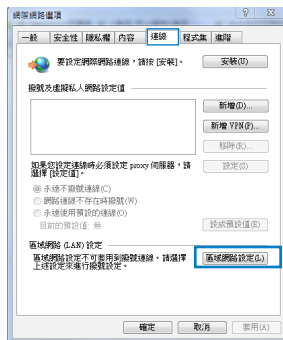 網際網路選項
一般 安全性 隱私權 內容 連線 程式集 進階
要設定網際網路連線，請按 [安裝]。 安裝(U)
撥號及虛擬私人網路設定值
新增(D)...
新增 VPN(P)...
移除(R)...
如果您設定連線時必須設定 proxy 伺服器，請 設定(S)
選擇 [設定值]。
永遠不撥號連線(C)
網路連線不存在時撥號(W)
永遠使用預設的連線(O)
目前的預設值: 無 設成預設值(E)
區域網路 (LAN) 設定
區域網路設定不可套用到撥號連線。請選擇 區域網路設定(L)
上述設定來進行撥號設定。
確定 取消 套用(A)